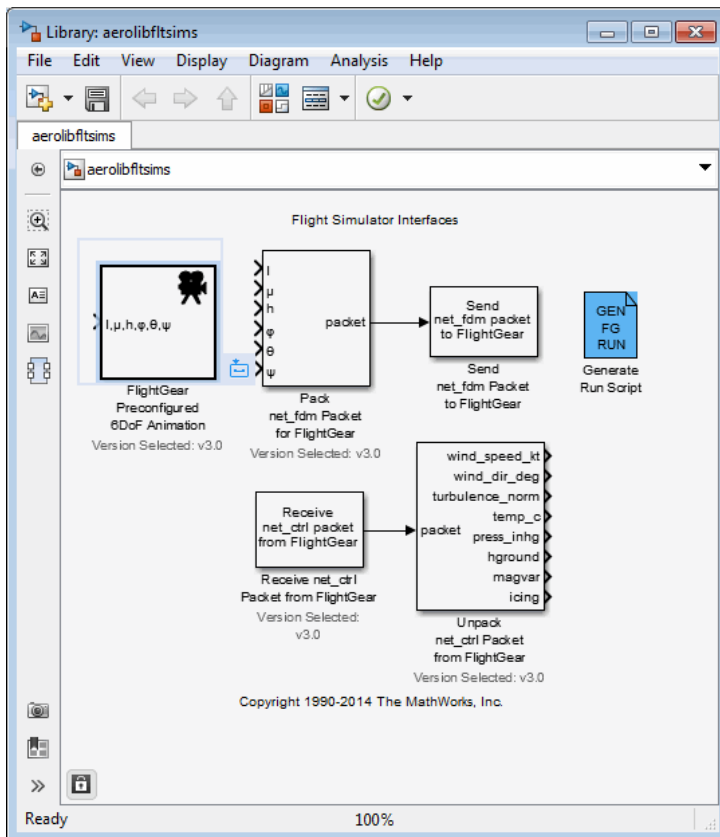 Library: aerolibfltsims
File Edit View Display Diagram Analysis Help
aerolibfltsims
aerolibfltsims
Flight Simulator Interfaces
l,μ,h,φ,θ,ψ
FlightGear
Preconfigured
6DoF Animation
Version Selected: v3.0
l
μ
h
φ
θ
ψ
packet
Pack
net_fdm Packet
for FlightGear
Version Selected: v3.0
Send
net_fdm packet
to FlightGear
Send
net_fdm Packet
to FlightGear
GEN
FG
RUN
Generate
Run Script
Receive
net_ctrl packet
from FlightGear
Receive net_ctrl
Packet from FlightGear
Version Selected:
v3.0
packet
wind_speed_kt
wind_dir_deg
turbulence_norm
temp_c
press_inhg
hground
magvar
icing
Unpack
net_ctrl Packet
from FlightGear
Version Selected: v3.0
Copyright 1990-2014 The MathWorks, Inc.
Ready 100%